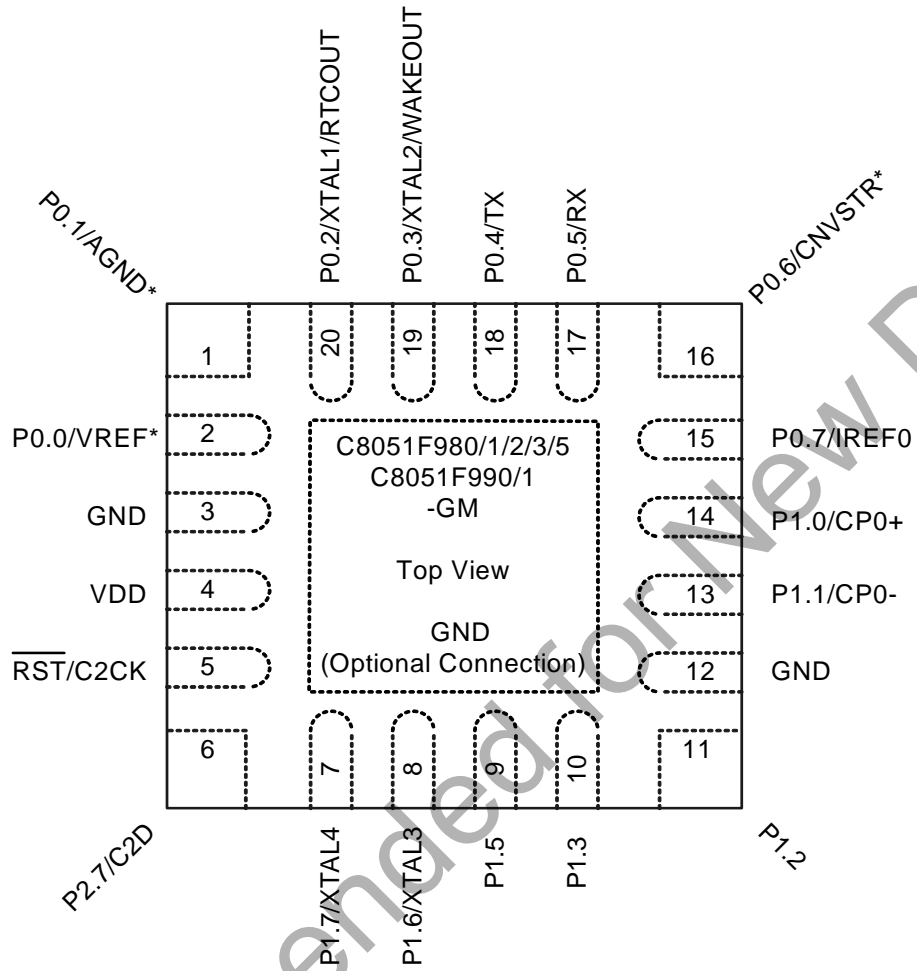 P0.2/XTAL1/RTCOUT
P0.3/XTAL2/WAKEOUT
P0.4/TX
P0.5/RX
P0.1/AGND*
P0.6/CNVSTR*
20
19
18
17
1
16
P0.0/VREF*
2
15
P0.7/IREF0
GND
3
14
P1.0/CP0+
VDD
4
13
P1.1/CP0-
RST/C2CK
5
12
GND
C8051F980/1/2/3/5
C8051F990/1
-GM
Top View
GND
(Optional Connection)
6
7
8
9
10
11
P2.7/C2D
P1.7/XTAL4
P1.6/XTAL3
P1.5
P1.3
P1.2
ended for New D